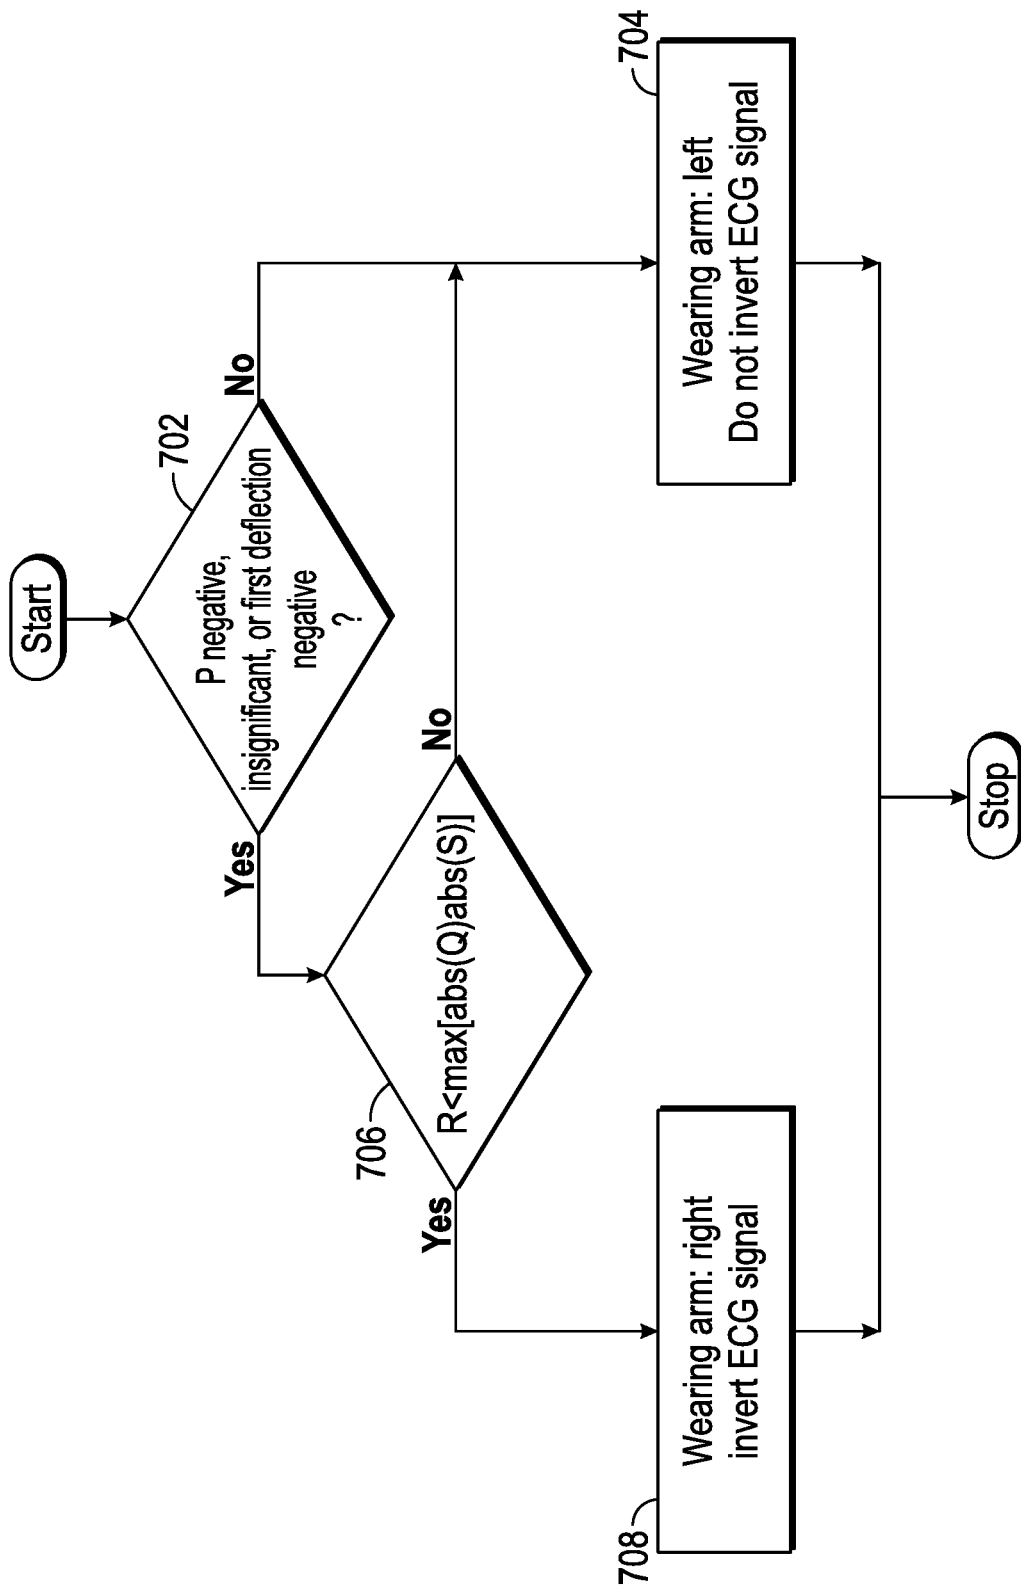 Start
702
P negative,
insignificant, or first deflection
negative
?
Yes
No
706
R<max[abs(Q)abs(S)]
Yes
No
708
Wearing arm: right
invert ECG signal
704
Wearing arm: left
Do not invert ECG signal
Stop